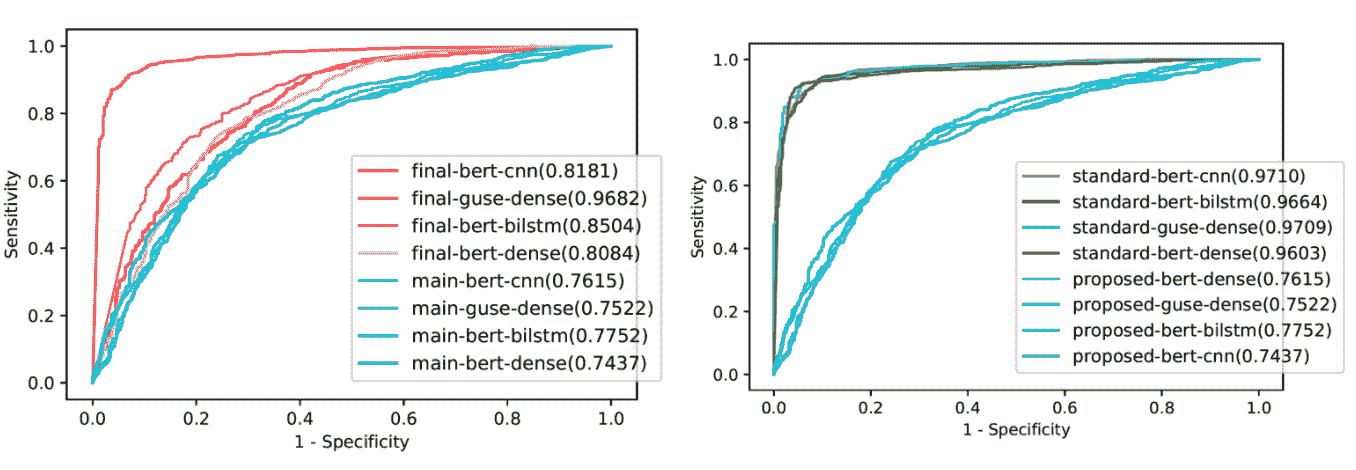 1.0
0.8
0.6
0.4
0.2
0.0
Sensitivity
final-bert-cnn(0.8181)
final-guse-dense(0.9682)
final-bert-bilstm(0.8504)
final-bert-dense(0.8084)
main-bert-cnn(0.7615)
main-guse-dense(0.7522)
main-bert-bilstm(0.7752)
main-bert-dense(0.7437)
0.0 0.2 0.4 0.6 0.8 1.0
1 - Specificity
1.0
0.8
0.6
0.4
0.2
0.0
Sensitivity
standard-bert-cnn(0.9710)
standard-bert-bilstm(0.9664)
standard-guse-dense(0.9709)
standard-bert-dense(0.9603)
proposed-bert-dense(0.7615)
proposed-guse-dense(0.7522)
proposed-bert-bilstm(0.7752)
proposed-bert-cnn(0.7437)
0.0 0.2 0.4 0.6 0.8 1.0
1 - Specificity